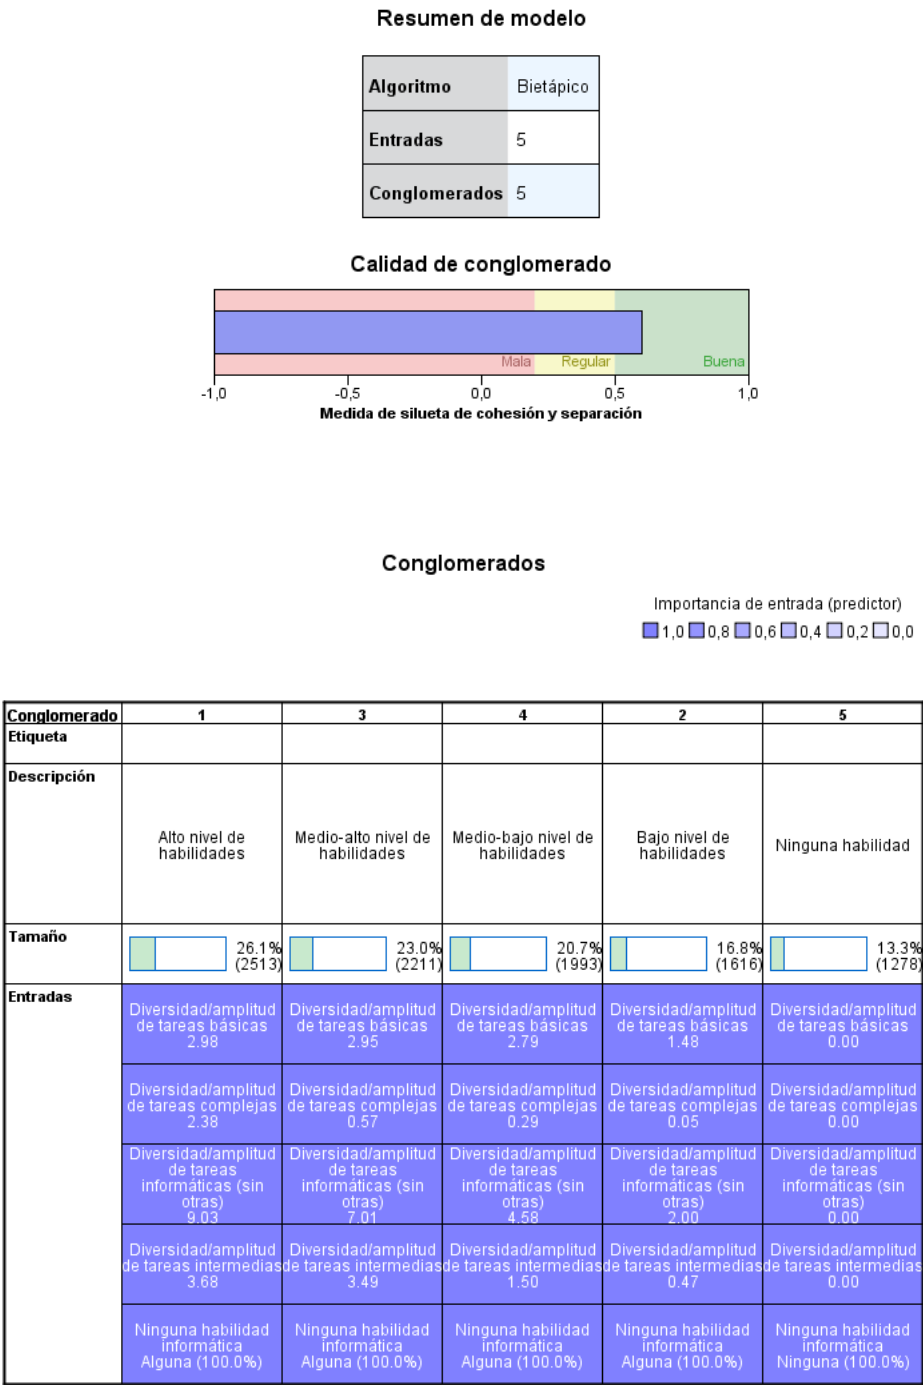 Resumen de modelo
Algoritmo Bietápico
Entradas 5
Conglomerados 5
Calidad de conglomerado
Mala Regular Buena
-1,0 -0,5 0,0 0,5 1,0
Medida de silueta de cohesión y separación
Conglomerados
Importancia de entrada (predictor)
1,0 0,8 0,6 0,4 0,2 0,0
Conglomerado 1 3 4 2 5
Etiqueta
Descripción
Alto nivel de habilidades
Medio-alto nivel de habilidades
Medio-bajo nivel de habilidades
Bajo nivel de habilidades
Ninguna habilidad
Tamaño
26.1% (2513)
23.0% (2211)
20.7% (1993)
16.8% (1616)
13.3% (1278)
Entradas
Diversidad/amplitud de tareas básicas 2.98
Diversidad/amplitud de tareas básicas 2.95
Diversidad/amplitud de tareas básicas 2.79
Diversidad/amplitud de tareas básicas 1.48
Diversidad/amplitud de tareas básicas 0.00
Diversidad/amplitud de tareas complejas 2.38
Diversidad/amplitud de tareas complejas 0.57
Diversidad/amplitud de tareas complejas 0.29
Diversidad/amplitud de tareas complejas 0.05
Diversidad/amplitud de tareas complejas 0.00
Diversidad/amplitud de tareas informáticas (sin otras) 9.03
Diversidad/amplitud de tareas informáticas (sin otras) 7.01
Diversidad/amplitud de tareas informáticas (sin otras) 4.58
Diversidad/amplitud de tareas informáticas (sin otras) 2.00
Diversidad/amplitud de tareas informáticas (sin otras) 0.00
Diversidad/amplitud de tareas intermedias 3.68
Diversidad/amplitud de tareas intermedias 3.49
Diversidad/amplitud de tareas intermedias 1.50
Diversidad/amplitud de tareas intermedias 0.47
Diversidad/amplitud de tareas intermedias 0.00
Ninguna habilidad informática Alguna (100.0%)
Ninguna habilidad informática Alguna (100.0%)
Ninguna habilidad informática Alguna (100.0%)
Ninguna habilidad informática Alguna (100.0%)
Ninguna habilidad informática Ninguna (100.0%)